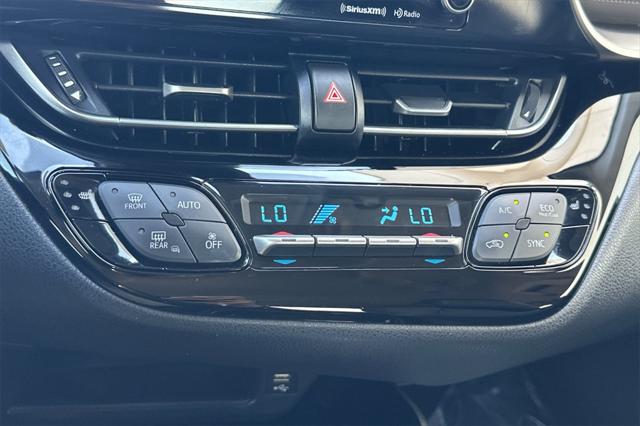 SiriusXM HD Radio
FRONT AUTO
REAR OFF
LO LO
A/C ECO
SYNC